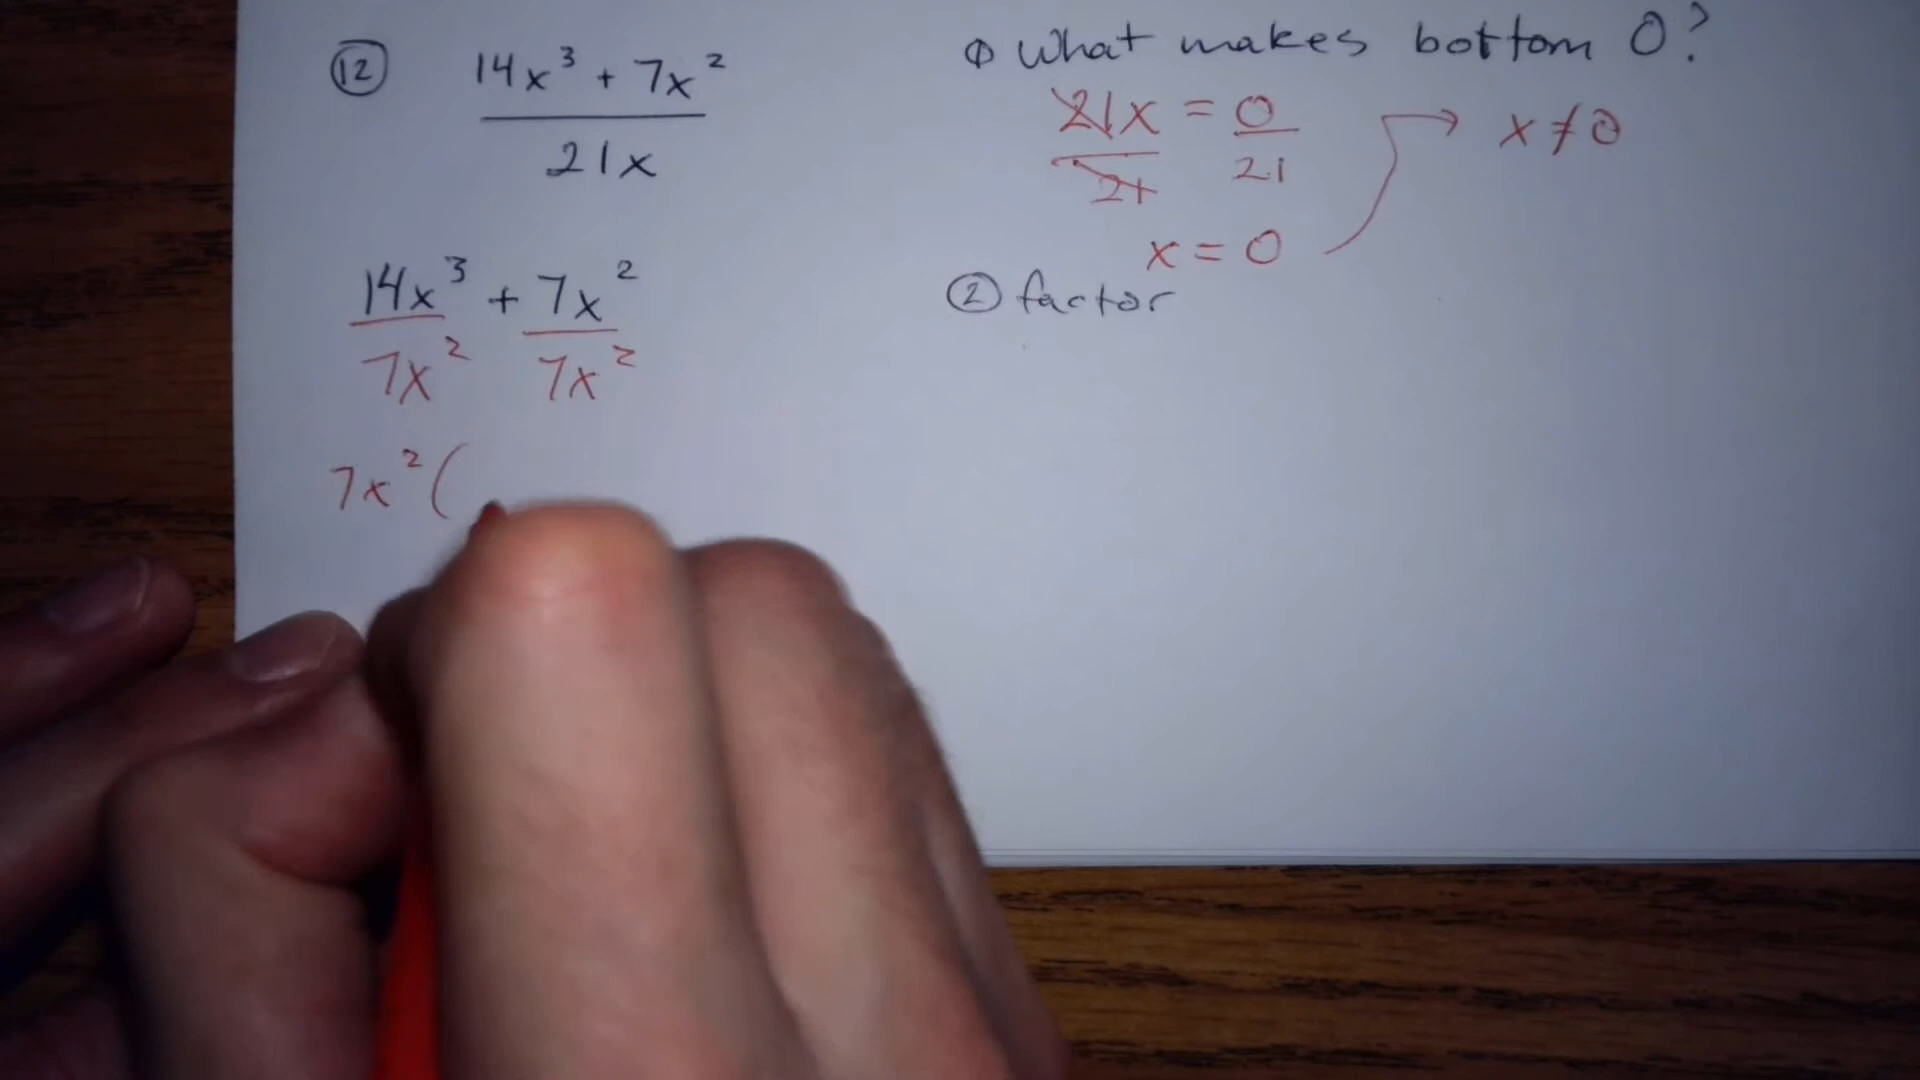 ⑫ 14x³ + 7x²
21x
14x³ + 7x²
7x² 7x²
7x² (
① What makes bottom 0?
21x = 0
21 21
x = 0
→ x ≠ 0
② factor